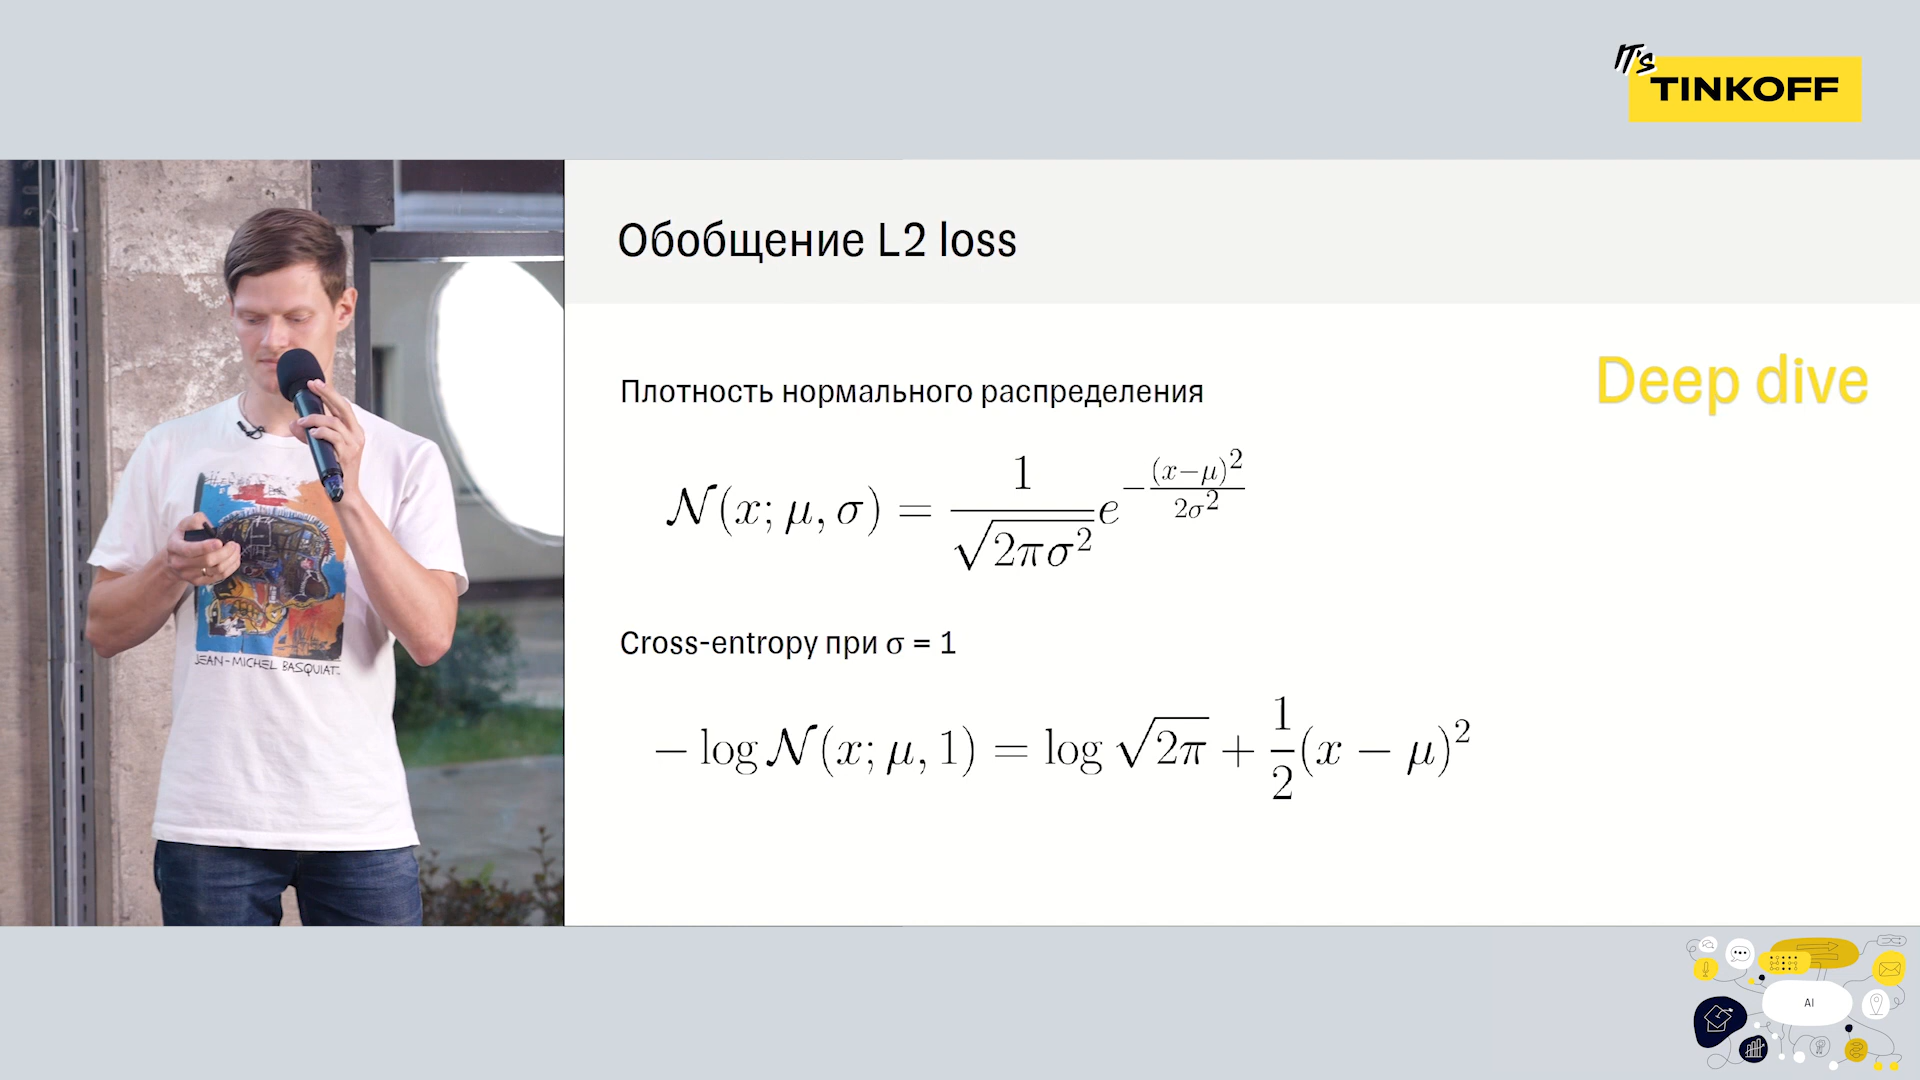 IT's
TINKOFF
Обобщение L2 loss
Deep dive
Плотность нормального распределения
𝒩(x; μ, σ) = 1/√(2πσ²) e^(−(x−μ)²/(2σ²))
Cross-entropy при σ = 1
− log 𝒩(x; μ, 1) = log √(2π) + 1/2 (x − μ)²
JEAN-MICHEL BASQUIAT
AI